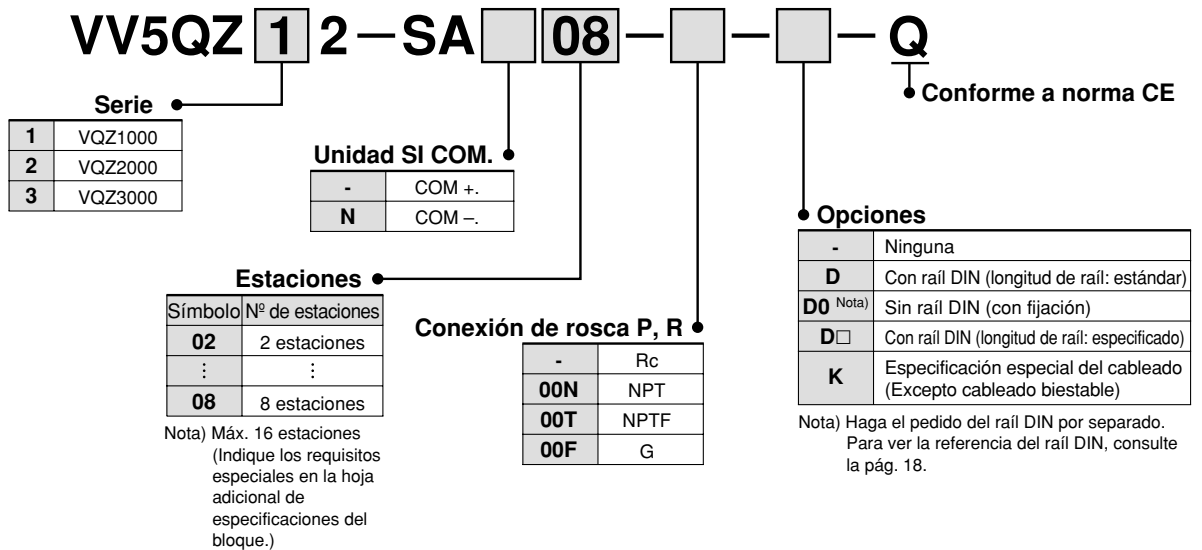 VV5QZ 1 2 — SA □ 08 — □ — □ — Q
Conforme a norma CE
Serie
1 VQZ1000
2 VQZ2000
3 VQZ3000
Unidad SI COM.
- COM +.
N COM –.
Estaciones
Símbolo Nº de estaciones
02 2 estaciones
⋮ ⋮
08 8 estaciones
Nota) Máx. 16 estaciones
(Indique los requisitos
especiales en la hoja
adicional de
especificaciones del
bloque.)
Conexión de rosca P, R
- Rc
00N NPT
00T NPTF
00F G
Opciones
- Ninguna
D Con raíl DIN (longitud de raíl: estándar)
D0 Nota) Sin raíl DIN (con fijación)
D□ Con raíl DIN (longitud de raíl: especificado)
K Especificación especial del cableado
(Excepto cableado biestable)
Nota) Haga el pedido del raíl DIN por separado.
Para ver la referencia del raíl DIN, consulte
la pág. 18.